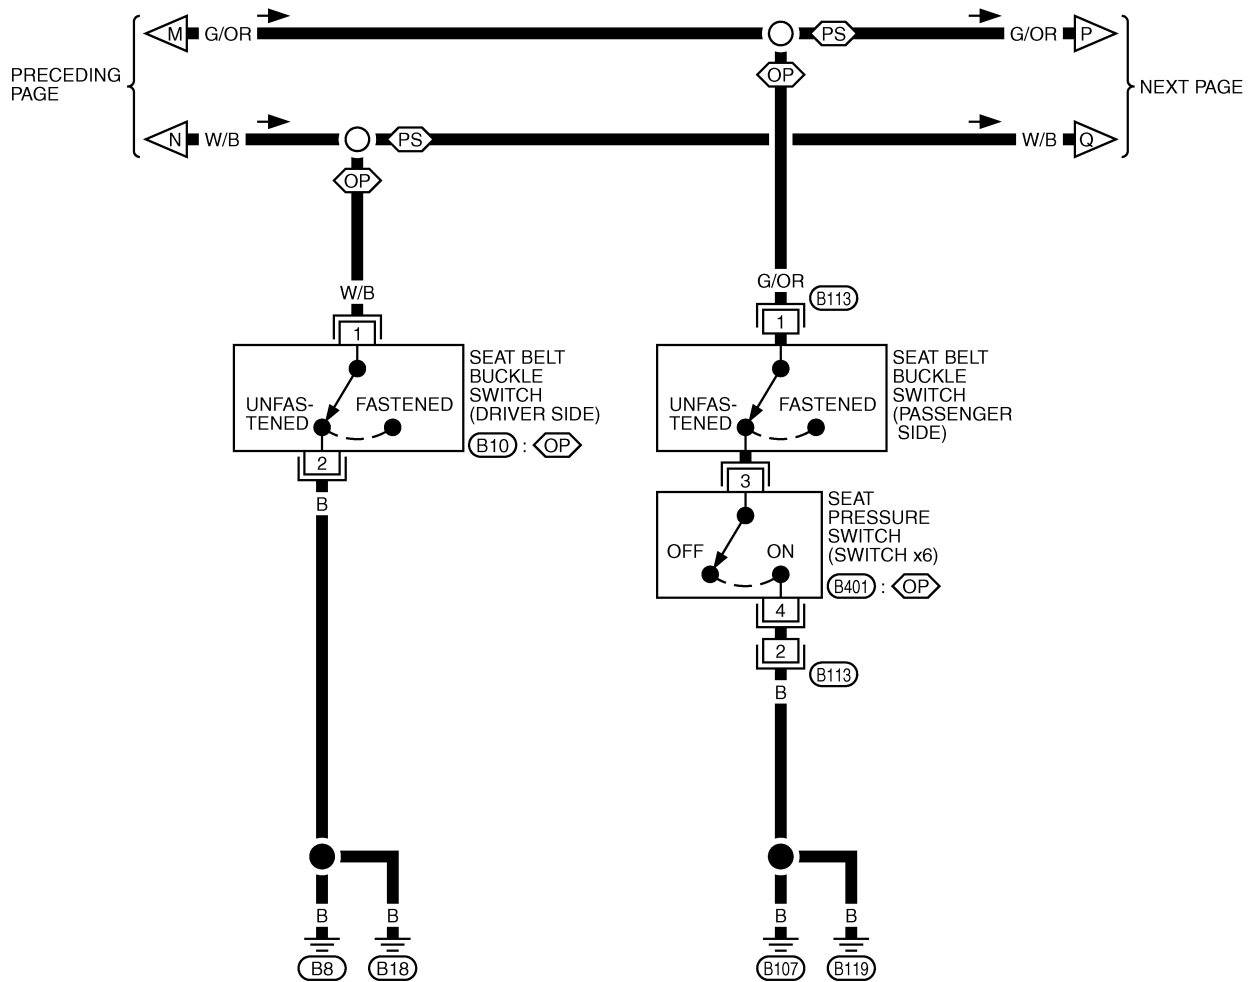 M G/OR PS G/OR P
PRECEDING
PAGE
OP
NEXT PAGE
N W/B PS W/B Q
OP
W/B
G/OR
B113
1
1
SEAT BELT
BUCKLE
SWITCH
(DRIVER SIDE)
UNFAS-
TENED
FASTENED
B10 : OP
2
B
SEAT BELT
BUCKLE
SWITCH
(PASSENGER
SIDE)
UNFAS-
TENED
FASTENED
3
SEAT
PRESSURE
SWITCH
(SWITCH x6)
OFF ON
B401 : OP
4
2
B113
B
B B B B
B8 B18 B107 B119